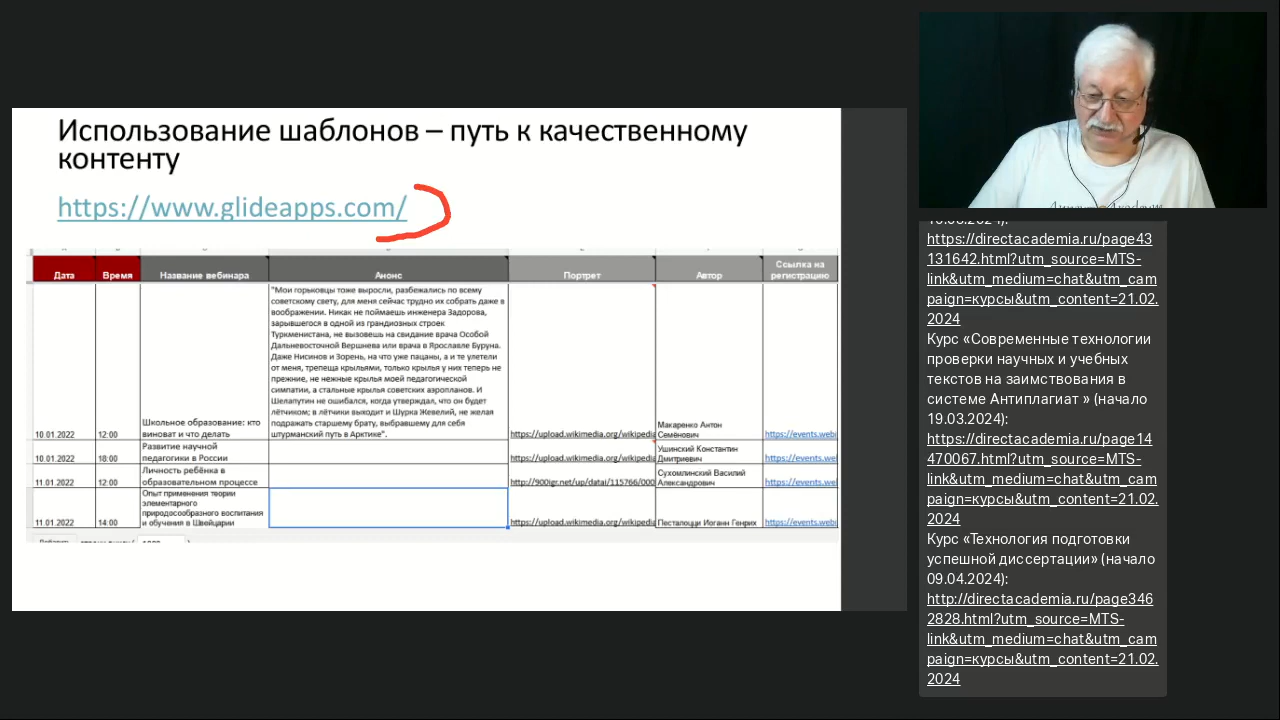 Использование шаблонов – путь к качественному
контенту
https://www.glideapps.com/
Дата Время Название вебинара Анонс Портрет Автор Ссылка на
регистрацию
"Мои горьковцы тоже выросли, разбежались по всему
советскому свету, для меня сейчас трудно их собрать даже в
воображении. Никак не поймаешь инженера Задорова,
зарывшегося в одной из грандиозных строек
Туркменистана, не вызовешь на свидание врача Особой
Дальневосточной Вершнева или врача в Ярославле Буруна.
Даже Нисинов и Зорень, на что уже пацаны, а и те улетели
от меня, трепеща крыльями, только крылья у них теперь не
прежние, не нежные крылья моей педагогической
симпатии, а стальные крылья советских аэропланов. И
Шелапутин не ошибался, когда утверждал, что он будет
лётчиком; в лётчики выходит и Шурка Жевелий, не желая
подражать старшему брату, выбравшему для себя
штурманский путь в Арктике".
10.01.2022 12:00 Школьное образование: кто
виноват и что делать
https://upload.wikimedia.org/wikipedia
Макаренко Антон
Семёнович
https://events.webi
10.01.2022 18:00 Развитие научной
педагогики в России
https://upload.wikimedia.org/wikipedia
Ушинский Константин
Дмитриевич
https://events.webi
11.01.2022 12:00 Личность ребёнка в
образовательном процессе
http://900igr.net/up/datai/115766/000
Сухомлинский Василий
Александрович
https://events.webi
11.01.2022 14:00 Опыт применения теории
элементарного
природосообразного воспитания
и обучения в Швейцарии
https://upload.wikimedia.org/wikipedia
Песталоцци Иоганн Генрих
https://events.webi
https://directacademia.ru/page43
131642.html?utm_source=MTS-
link&utm_medium=chat&utm_cam
paign=курсы&utm_content=21.02.
2024
Курс «Современные технологии
проверки научных и учебных
текстов на заимствования в
системе Антиплагиат » (начало
19.03.2024):
https://directacademia.ru/page14
470067.html?utm_source=MTS-
link&utm_medium=chat&utm_cam
paign=курсы&utm_content=21.02.
2024
Курс «Технология подготовки
успешной диссертации» (начало
09.04.2024):
http://directacademia.ru/page346
2828.html?utm_source=MTS-
link&utm_medium=chat&utm_cam
paign=курсы&utm_content=21.02.
2024